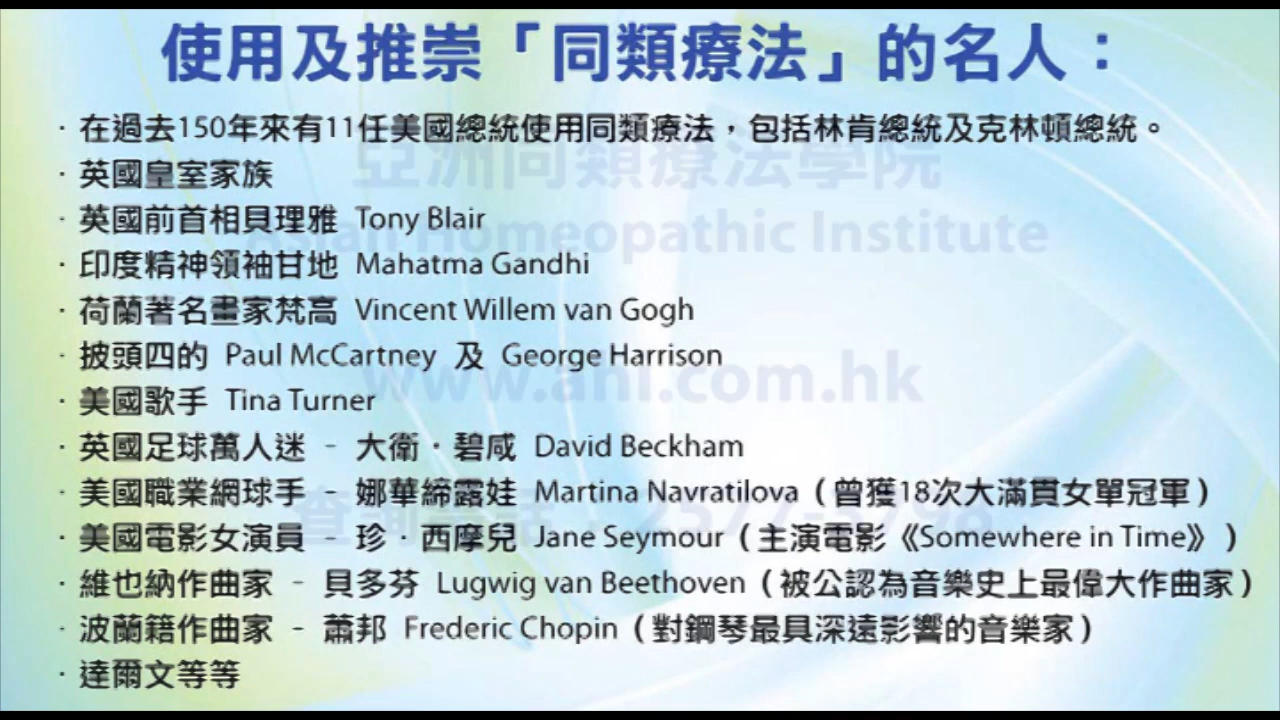 使用及推崇「同類療法」的名人：
· 在過去150年來有11任美國總統使用同類療法，包括林肯總統及克林頓總統。
亞洲同類療法學院
· 英國皇室家族
· 英國前首相貝理雅 Tony Blair
Asian Homeopathic Institute
· 印度精神領袖甘地 Mahatma Gandhi
· 荷蘭著名畫家梵高 Vincent Willem van Gogh
· 披頭四的 Paul McCartney 及 George Harrison
www.ahi.com.hk
· 美國歌手 Tina Turner
· 英國足球萬人迷 - 大衛·碧咸 David Beckham
· 美國職業網球手 - 娜華締露娃 Martina Navratilova（曾獲18次大滿貫女單冠軍）
· 美國電影女演員 - 珍·西摩兒 Jane Seymour（主演電影《Somewhere in Time》）
· 維也納作曲家 - 貝多芬 Lugwig van Beethoven（被公認為音樂史上最偉大作曲家）
· 波蘭籍作曲家 - 蕭邦 Frederic Chopin（對鋼琴最具深遠影響的音樂家）
· 達爾文等等